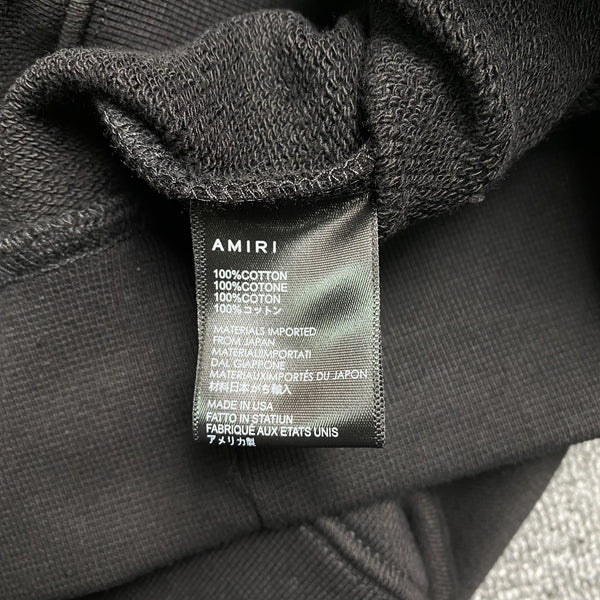 AMIRI
100%COTTON
100%COTONE
100%COTON
100%コットン
MATERIALS IMPORTED
FROM JAPAN
MATERIALIIMPORTATI
DAL GIAPPONE
MATERIAUXIMPORTÉS DU JAPON
材料日本から輸入
MADE IN USA
FATTO IN STATIUN
FABRIQUÉ AUX ETATS UNIS
アメリカ製